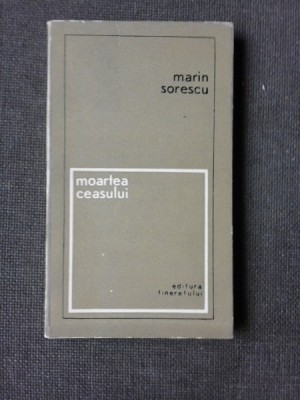 marin
sorescu
moartea
ceasului
editura
tineretului